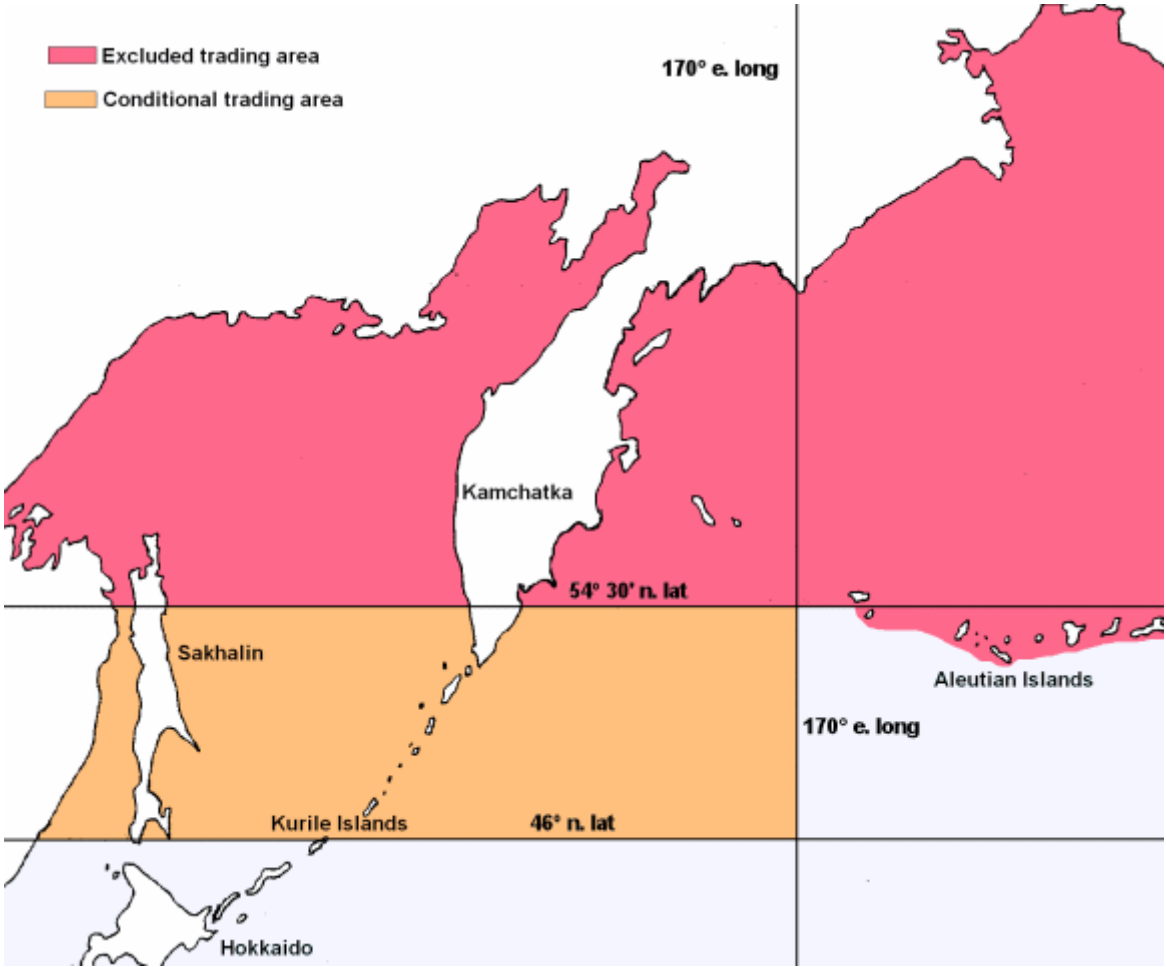 Excluded trading area
170° e. long
Conditional trading area
Kamchatka
54° 30' n. lat
Sakhalin
Aleutian Islands
170° e. long
Kurile Islands
46° n. lat
Hokkaido